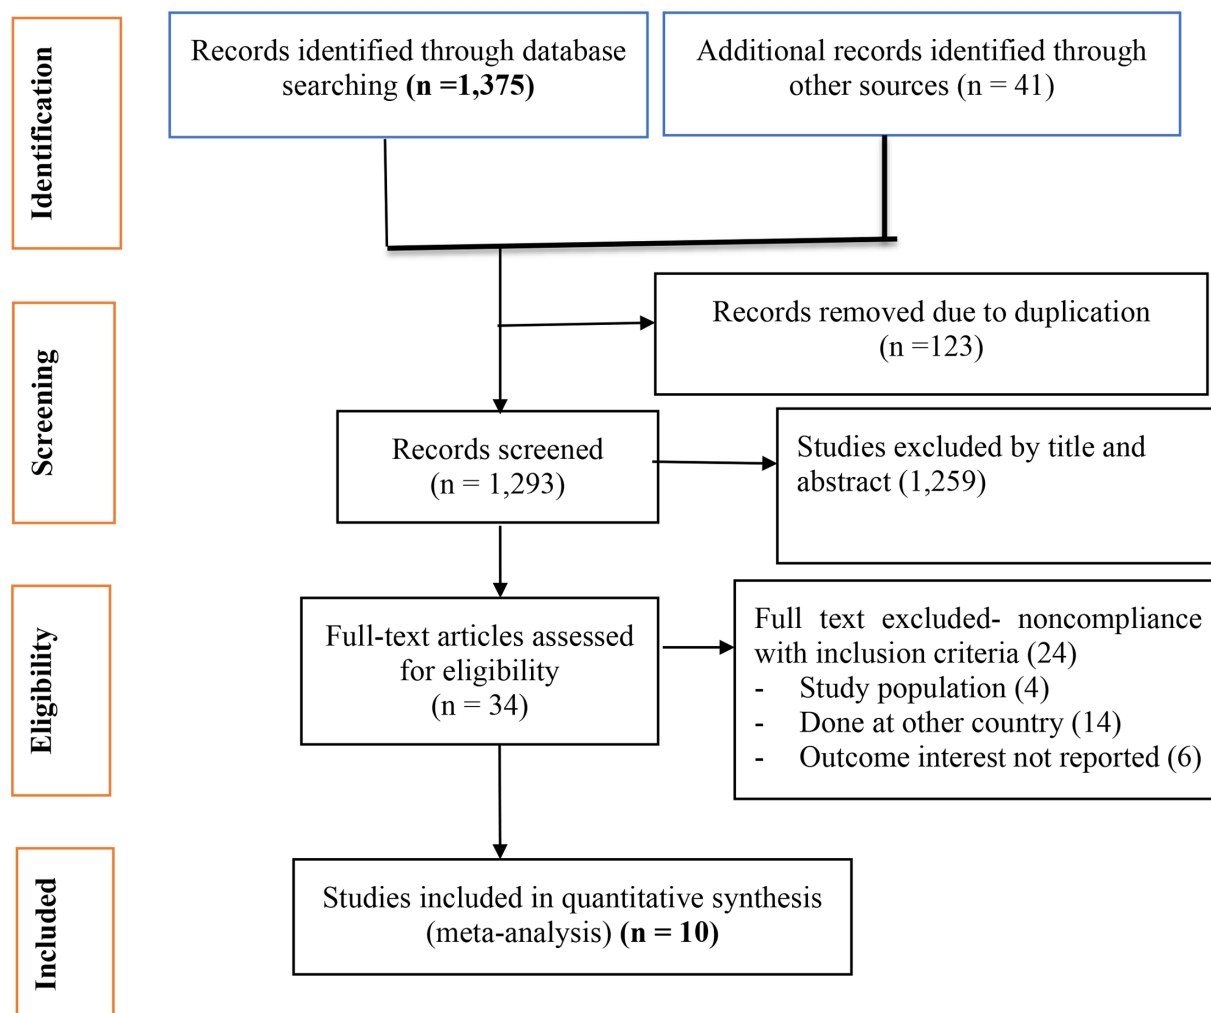 Identification
Records identified through database
searching (n =1,375)
Additional records identified through
other sources (n = 41)
Screening
Records removed due to duplication
(n =123)
Records screened
(n = 1,293)
Studies excluded by title and
abstract (1,259)
Eligibility
Full-text articles assessed
for eligibility
(n = 34)
Full text excluded- noncompliance
with inclusion criteria (24)
- Study population (4)
- Done at other country (14)
- Outcome interest not reported (6)
Included
Studies included in quantitative synthesis
(meta-analysis) (n = 10)